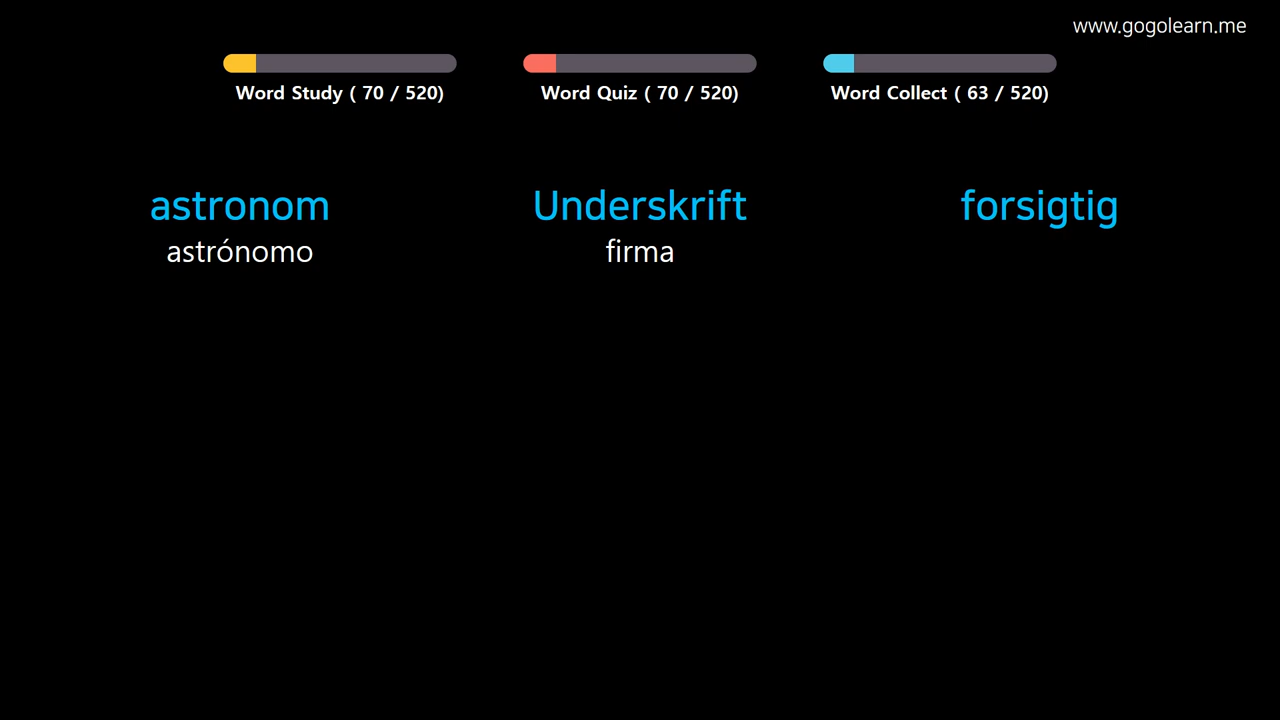 www.gogolearn.me
Word Study ( 70 / 520)
Word Quiz ( 70 / 520)
Word Collect ( 63 / 520)
astronom
astrónomo
Underskrift
firma
forsigtig